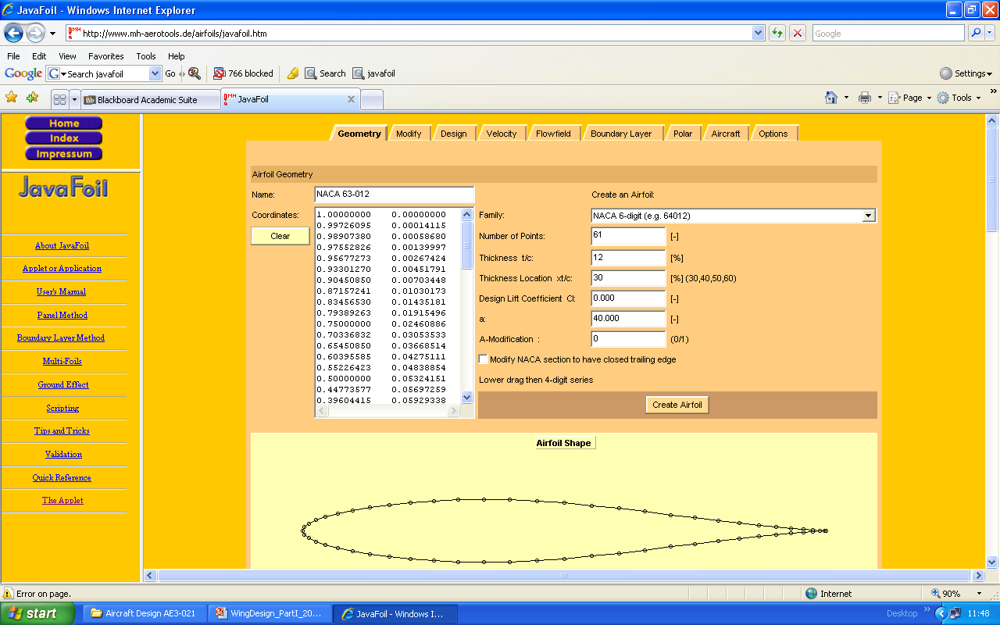 JavaFoil - Windows Internet Explorer
http://www.mh-aerotools.de/airfoils/javafoil.htm
Google
File Edit View Favorites Tools Help
Google G Search javafoil Go 766 blocked Search javafoil Settings
Bb Blackboard Academic Suite MH JavaFoil Page Tools
Home
Index
Impressum
JavaFoil
About JavaFoil
Applet or Application
User's Manual
Panel Method
Boundary Layer Method
Multi-Foils
Ground Effect
Scripting
Tips and Tricks
Validation
Quick Reference
The Applet
Geometry Modify Design Velocity Flowfield Boundary Layer Polar Aircraft Options
Airfoil Geometry
Name: NACA 63-012 Create an Airfoil:
Coordinates:
Clear
1.00000000 0.00000000
0.99726095 0.00014115
0.98907380 0.00058680
0.97552826 0.00139997
0.95677273 0.00267424
0.93301270 0.00451791
0.90450850 0.00703448
0.87157241 0.01030173
0.83456530 0.01435181
0.79389263 0.01915496
0.75000000 0.02460886
0.70336832 0.03053533
0.65450850 0.03668514
0.60395585 0.04275111
0.55226423 0.04838854
0.50000000 0.05324151
0.44773577 0.05697259
0.39604415 0.05929338
Family: NACA 6-digit (e.g. 64012)
Number of Points: 61 [-]
Thickness t/c: 12 [%]
Thickness Location xt/c: 30 [%] (30,40,50,60)
Design Lift Coefficient Cl: 0.000 [-]
a: 40.000 [-]
A-Modification : 0 (0/1)
Modify NACA section to have closed trailing edge
Lower drag then 4-digit series
Create Airfoil
Airfoil Shape
Error on page. Internet 90%
start Aircraft Design AE3-021 WingDesign_PartI_20... JavaFoil - Windows I... Desktop 11:48